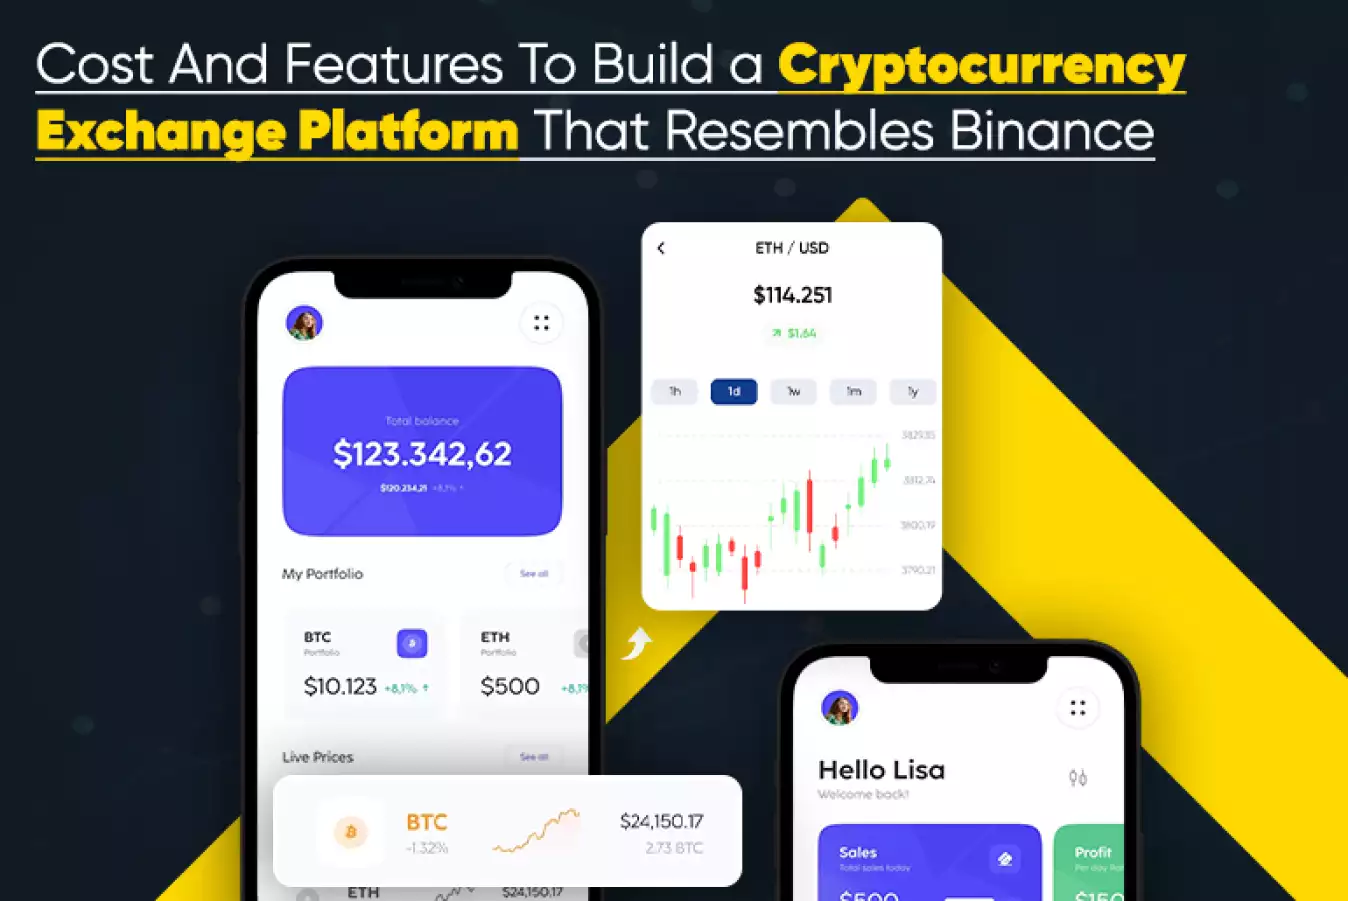 Cost And Features To Build a Cryptocurrency
Exchange Platform That Resembles Binance
ETH / USD
$114.251
$1.64
1h 1d 1w 1m 1y
3829.35
3812.74
3800.19
3790.21
Total balance
$123.342,62
$120.234,21 +8,1%
My Portfolio See all
BTC
Portfolio
$10.123 +8,1%
ETH
Portfolio
$500 +8,1%
Live Prices See all
BTC $24,150.17
-1.32% 2.73 BTC
ETH $24,150.17
Hello Lisa
Welcome back!
Sales
Total sales today
$500
Profit
Per day
$150